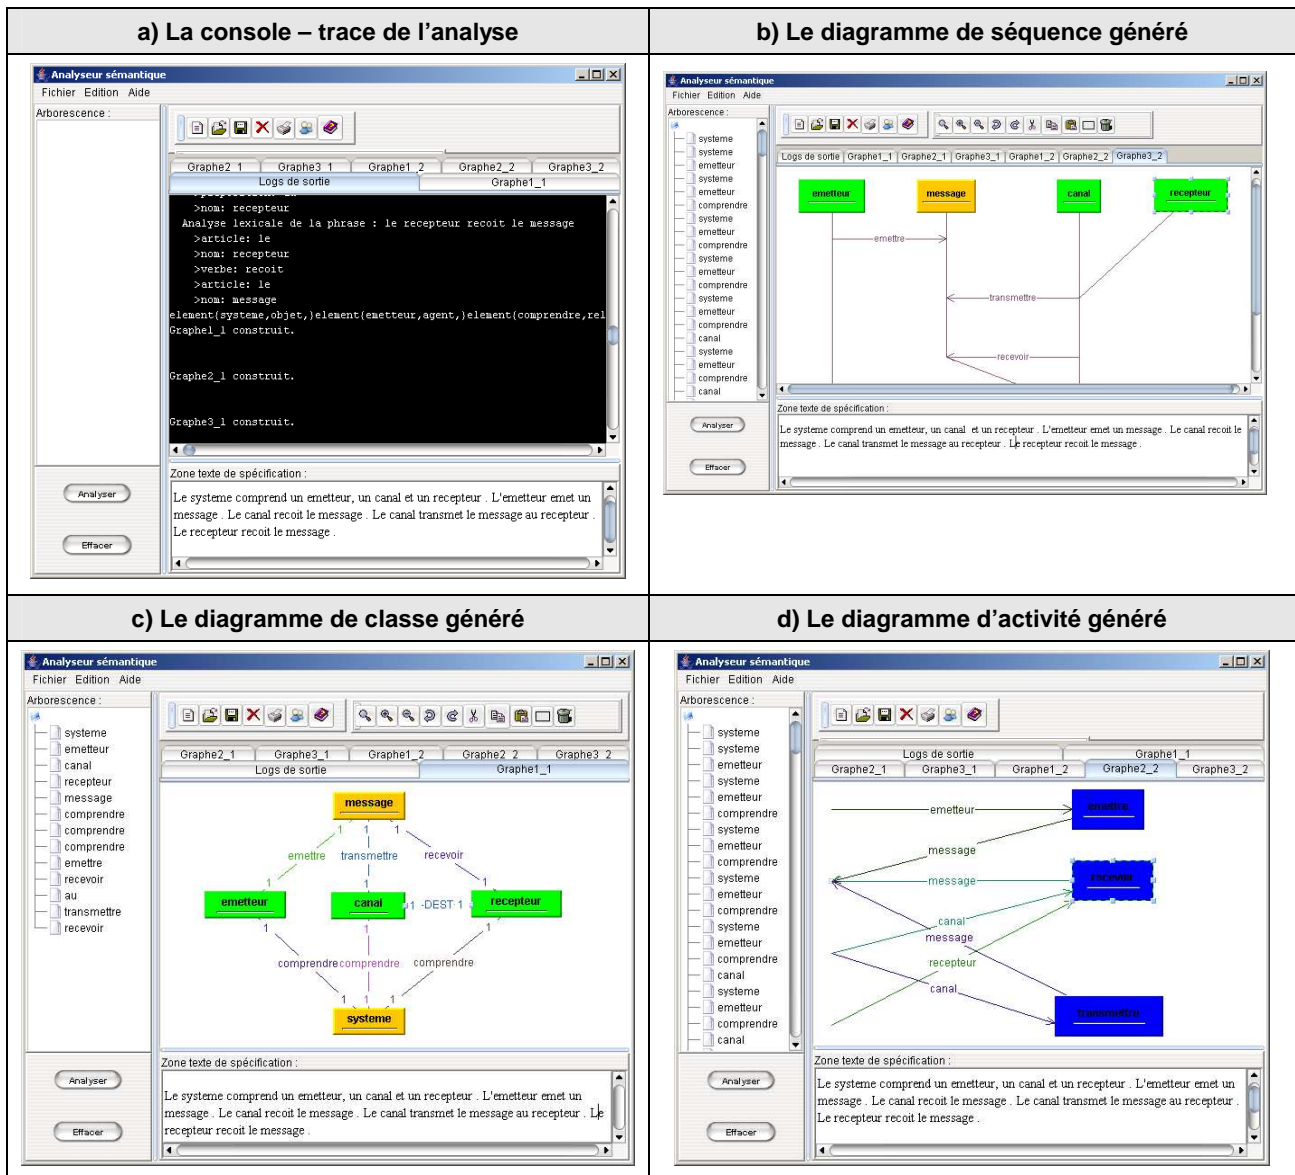 a) La console – trace de l'analyse
Analyseur sémantique
Fichier Edition Aide
Arborescence :
Graphe2_1 Graphe3_1 Graphe1_2 Graphe2_2 Graphe3_2
Logs de sortie Graphe1_1
>nom: recepteur
Analyse lexicale de la phrase : le recepteur recoit le message
>article: le
>nom: recepteur
>verbe: recoit
>article: le
>nom: message
element(systeme,objet,)element(emetteur,agent,)element(comprendre,rel
Graphe1_1 construit.
Graphe2_1 construit.
Graphe3_1 construit.
Zone texte de spécification :
Le systeme comprend un emetteur, un canal et un recepteur . L'emetteur emet un
message . Le canal recoit le message . Le canal transmet le message au recepteur .
Le recepteur recoit le message .
Analyser
Effacer
b) Le diagramme de séquence généré
Analyseur sémantique
Fichier Edition Aide
Arborescence :
systeme
systeme
emetteur
systeme
emetteur
comprendre
systeme
emetteur
comprendre
systeme
emetteur
comprendre
systeme
emetteur
comprendre
canal
systeme
emetteur
comprendre
canal
Logs de sortie Graphe1_1 Graphe2_1 Graphe3_1 Graphe1_2 Graphe2_2 Graphe3_2
emetteur message canal recepteur
emettre
transmettre
recevoir
Zone texte de spécification :
Le systeme comprend un emetteur, un canal et un recepteur . L'emetteur emet un message . Le canal recoit le
message . Le canal transmet le message au recepteur . Le recepteur recoit le message .
Analyser
Effacer
c) Le diagramme de classe généré
Analyseur sémantique
Fichier Edition Aide
Arborescence :
systeme
emetteur
canal
recepteur
message
comprendre
comprendre
comprendre
emettre
recevoir
au
transmettre
recevoir
Graphe2_1 Graphe3_1 Graphe1_2 Graphe2_2 Graphe3_2
Logs de sortie Graphe1_1
message
1 1 1
emettre transmettre recevoir
1 1 1
emetteur canal 1 -DEST- 1 recepteur
1 1 1
comprendre comprendre comprendre
1 1 1
systeme
Zone texte de spécification :
Le systeme comprend un emetteur, un canal et un recepteur . L'emetteur emet un
message . Le canal recoit le message . Le canal transmet le message au recepteur . Le
recepteur recoit le message .
Analyser
Effacer
d) Le diagramme d'activité généré
Analyseur sémantique
Fichier Edition Aide
Arborescence :
systeme
systeme
emetteur
systeme
emetteur
comprendre
systeme
emetteur
comprendre
systeme
emetteur
comprendre
systeme
emetteur
comprendre
canal
systeme
emetteur
comprendre
canal
Logs de sortie Graphe1_1
Graphe2_1 Graphe3_1 Graphe1_2 Graphe2_2 Graphe3_2
emetteur emettre
message
message recevoir
canal
message
recepteur
canal
transmettre
Zone texte de spécification :
Le systeme comprend un emetteur, un canal et un recepteur . L'emetteur emet un
message . Le canal recoit le message . Le canal transmet le message au recepteur .
Le recepteur recoit le message .
Analyser
Effacer